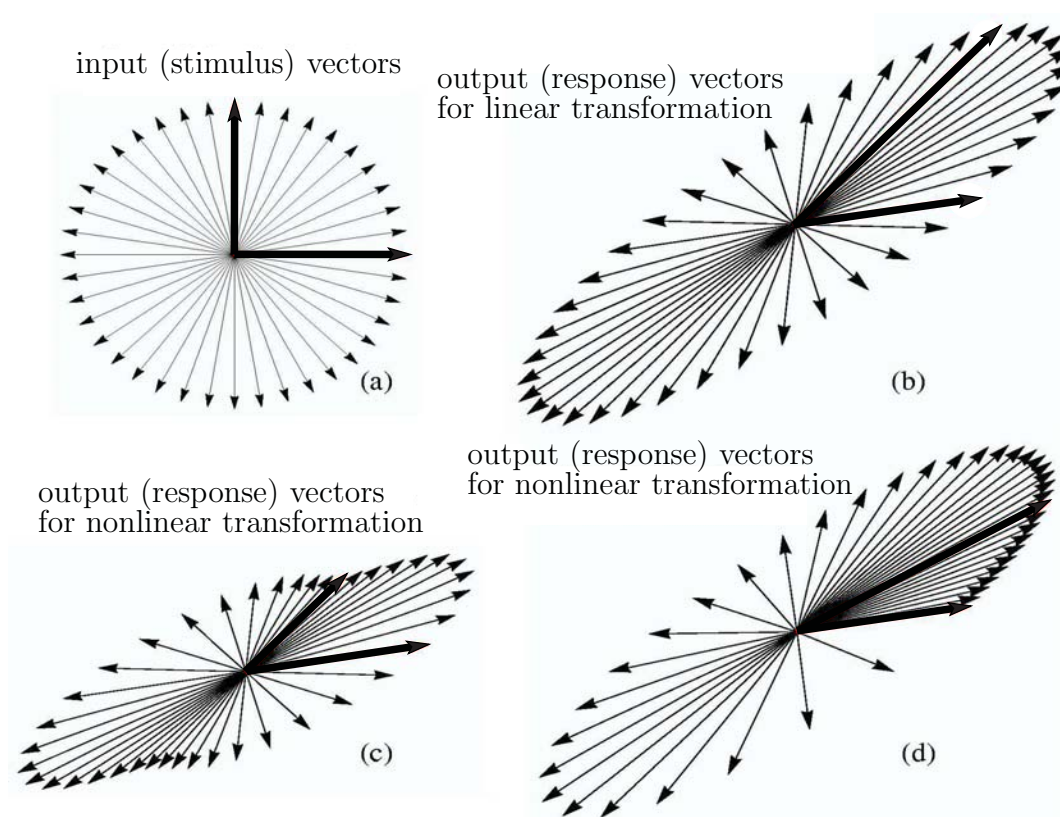 input (stimulus) vectors
(a)
output (response) vectors
for linear transformation
(b)
output (response) vectors
for nonlinear transformation
(c)
output (response) vectors
for nonlinear transformation
(d)